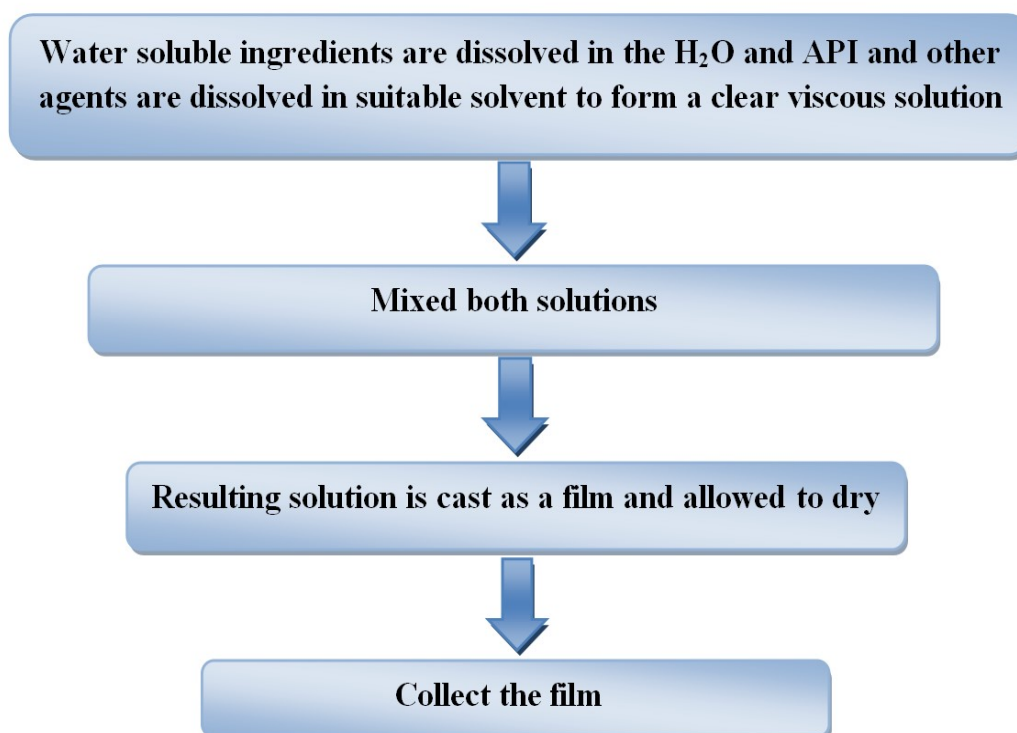 Water soluble ingredients are dissolved in the H₂O and API and other
agents are dissolved in suitable solvent to form a clear viscous solution
Mixed both solutions
Resulting solution is cast as a film and allowed to dry
Collect the film